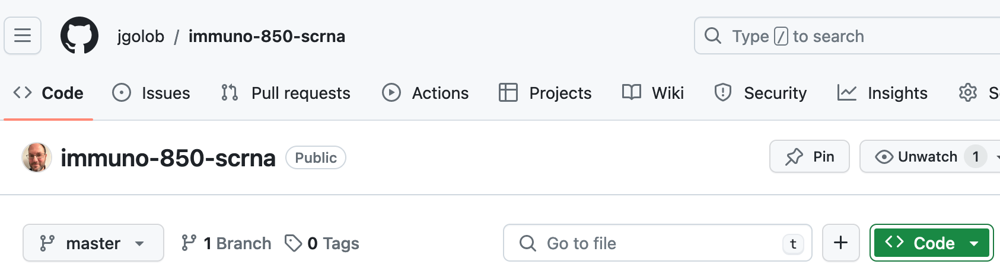 jgolob / immuno-850-scrna
Type / to search
Code Issues Pull requests Actions Projects Wiki Security Insights
immuno-850-scrna Public
Pin Unwatch 1
master 1 Branch 0 Tags
Go to file t + Code